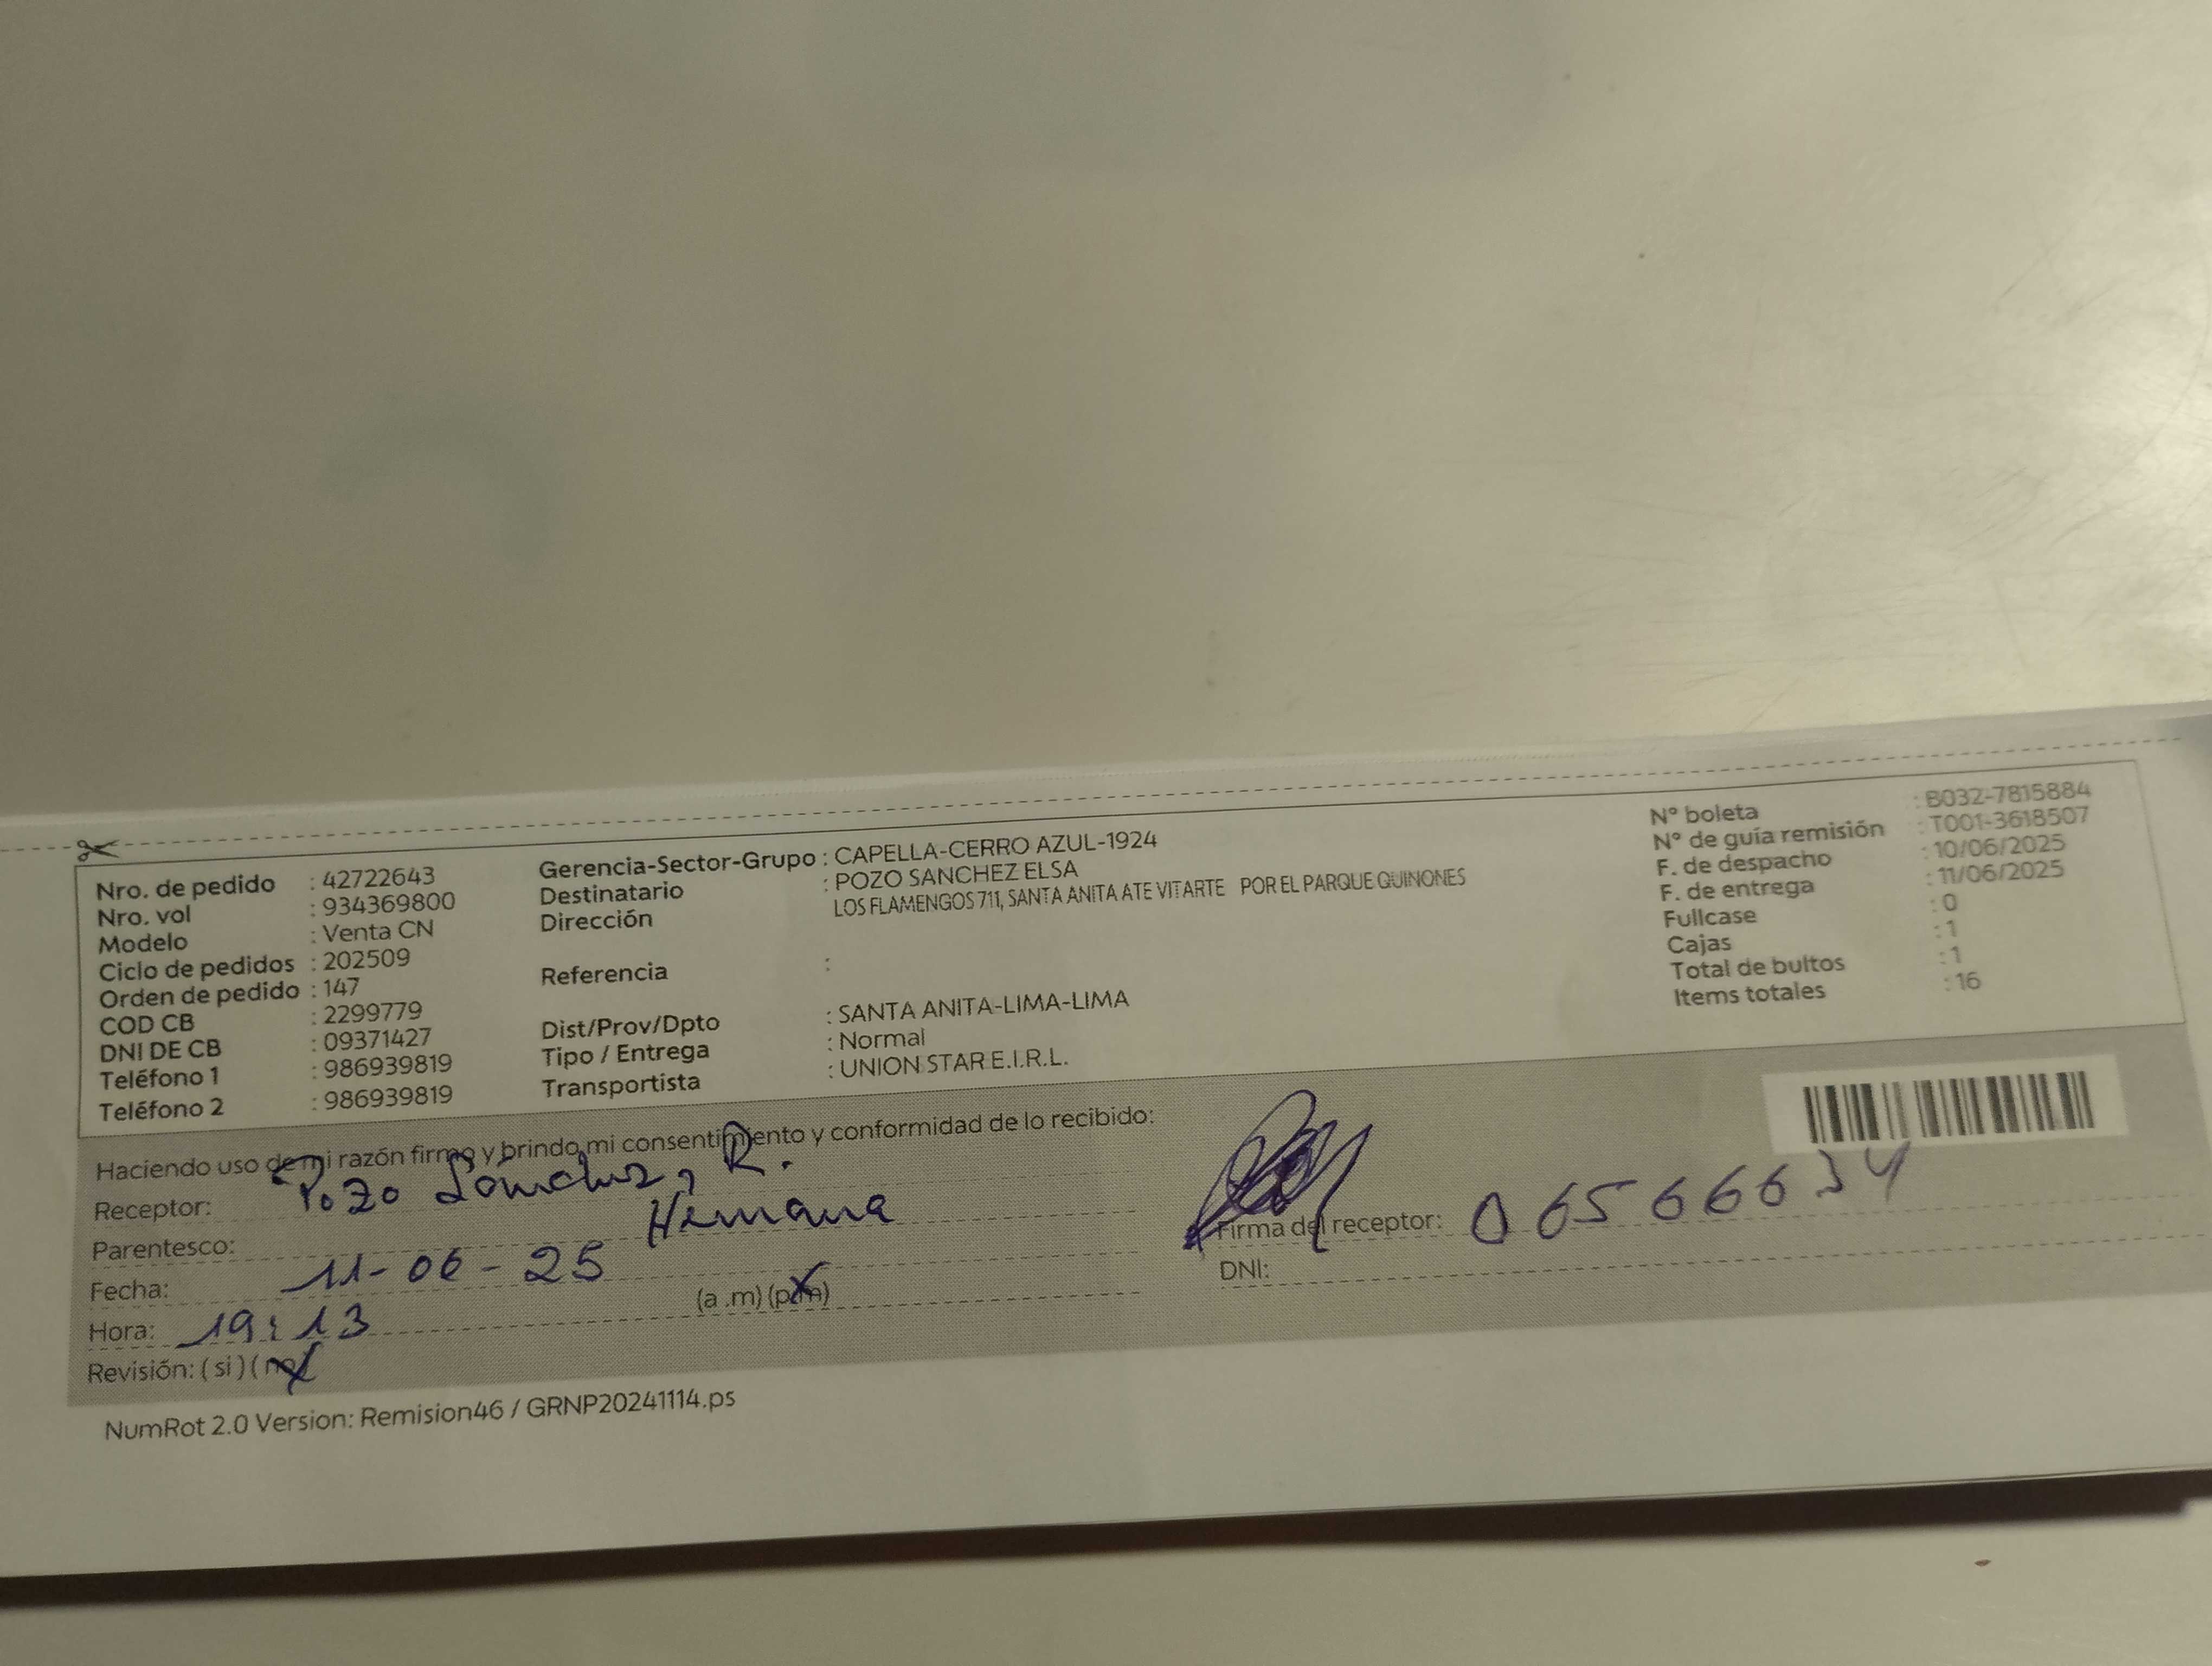 Nro. de pedido : 42722643
Nro. vol : 934369800
Modelo : Venta CN
Ciclo de pedidos : 202509
Orden de pedido : 147
COD CB : 2299779
DNI DE CB : 09371427
Teléfono 1 : 986939819
Teléfono 2 : 986939819
Gerencia-Sector-Grupo : CAPELLA-CERRO AZUL-1924
Destinatario : POZO SANCHEZ ELSA
Dirección LOS FLAMENGOS 711, SANTA ANITA ATE VITARTE POR EL PARQUE QUINONES
Referencia :
Dist/Prov/Dpto : SANTA ANITA-LIMA-LIMA
Tipo / Entrega : Normal
Transportista : UNION STAR E.I.R.L.
N° boleta : B032-7815884
N° de guía remisión : T001-3618507
F. de despacho : 10/06/2025
F. de entrega : 11/06/2025
Fullcase : 0
Cajas : 1
Total de bultos : 1
Items totales : 16
Haciendo uso de mi razón firmo y brindo mi consentimiento y conformidad de lo recibido:
Receptor: Pozo Sánchez, R.
Parentesco: Hermana
Fecha: 11-06-25
Hora: 19:13 (a .m) (p.m)
Revisión: ( si ) ( no )
Firma del receptor:
DNI: 06566634
NumRot 2.0 Version: Remision46 / GRNP20241114.ps